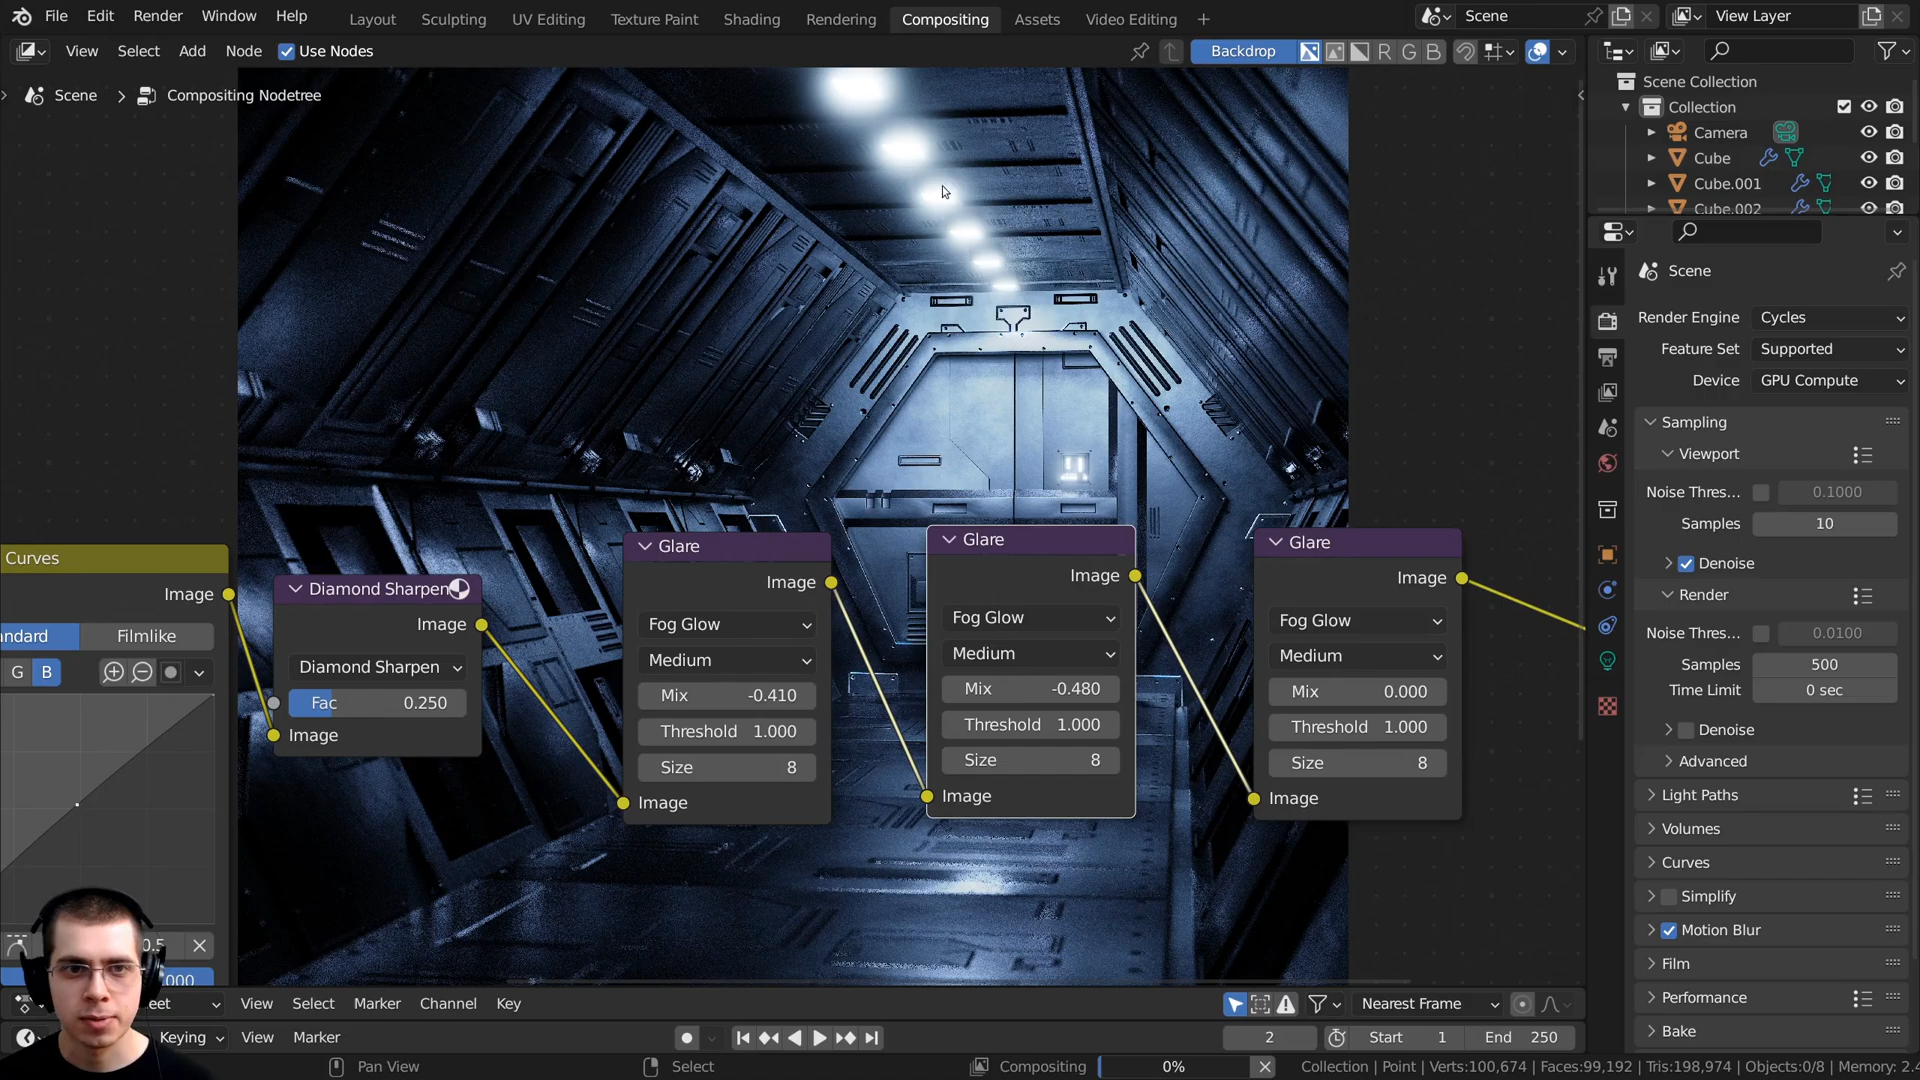 File Edit Render Window Help Layout Sculpting UV Editing Texture Paint Shading Rendering Compositing Assets Video Editing + Scene View Layer
View Select Add Node Use Nodes Backdrop R G B
Scene > Compositing Nodetree
Scene Collection
Collection
Camera
Cube
Cube.001
Cube.002
Scene
Render Engine Cycles
Feature Set Supported
Device GPU Compute
Sampling
Viewport
Noise Thres... 0.1000
Samples 10
Denoise
Render
Noise Thres... 0.0100
Samples 500
Time Limit 0 sec
Denoise
Advanced
Light Paths
Volumes
Curves
Simplify
Motion Blur
Film
Performance
Bake
Curves
Image
andard Filmlike
G B
0.5
.000
Diamond Sharpen
Image
Diamond Sharpen
Fac 0.250
Image
Glare
Image
Fog Glow
Medium
Mix -0.410
Threshold 1.000
Size 8
Image
Glare
Image
Fog Glow
Medium
Mix -0.480
Threshold 1.000
Size 8
Image
Glare
Image
Fog Glow
Medium
Mix 0.000
Threshold 1.000
Size 8
Image
eet View Select Marker Channel Key Nearest Frame
Keying View Marker 2 Start 1 End 250
Pan View Select Compositing 0% Collection | Point | Verts:100,674 | Faces:99,192 | Tris:198,974 | Objects:0/8 | Memory: 2.4